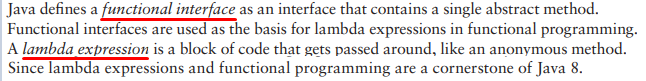 Java defines a functional interface as an interface that contains a single abstract method.
Functional interfaces are used as the basis for lambda expressions in functional programming.
A lambda expression is a block of code that gets passed around, like an anonymous method.
Since lambda expressions and functional programming are a cornerstone of Java 8.